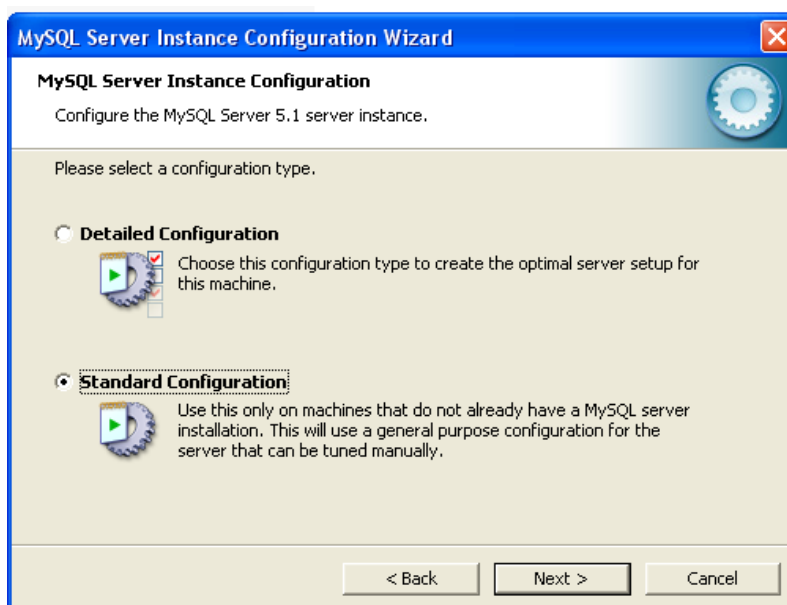 MySQL Server Instance Configuration Wizard
MySQL Server Instance Configuration
Configure the MySQL Server 5.1 server instance.
Please select a configuration type.
Detailed Configuration
Choose this configuration type to create the optimal server setup for
this machine.
Standard Configuration
Use this only on machines that do not already have a MySQL server
installation. This will use a general purpose configuration for the
server that can be tuned manually.
< Back Next > Cancel